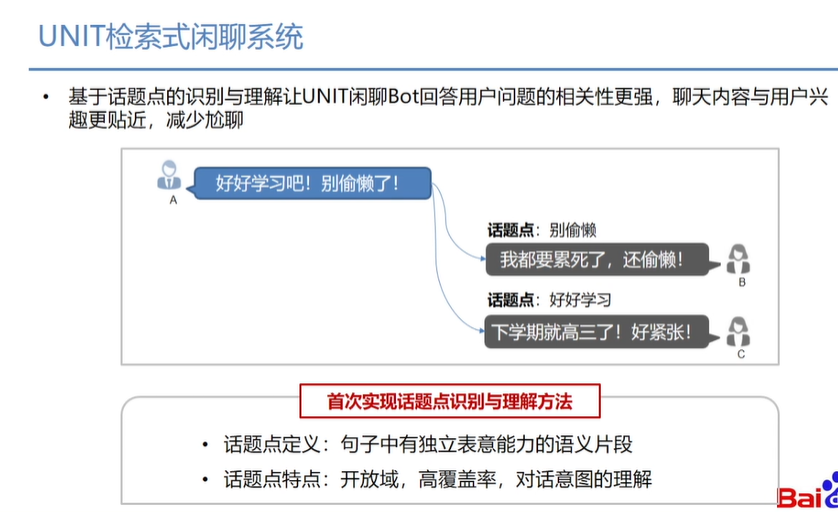 UNIT检索式闲聊系统
• 基于话题点的识别与理解让UNIT闲聊Bot回答用户问题的相关性更强，聊天内容与用户兴
趣更贴近，减少尬聊
好好学习吧！别偷懒了！
A
话题点：别偷懒
我都要累死了，还偷懒！
B
话题点：好好学习
下学期就高三了！好紧张！
C
首次实现话题点识别与理解方法
• 话题点定义：句子中有独立表意能力的语义片段
• 话题点特点：开放域，高覆盖率，对话意图的理解
Bai